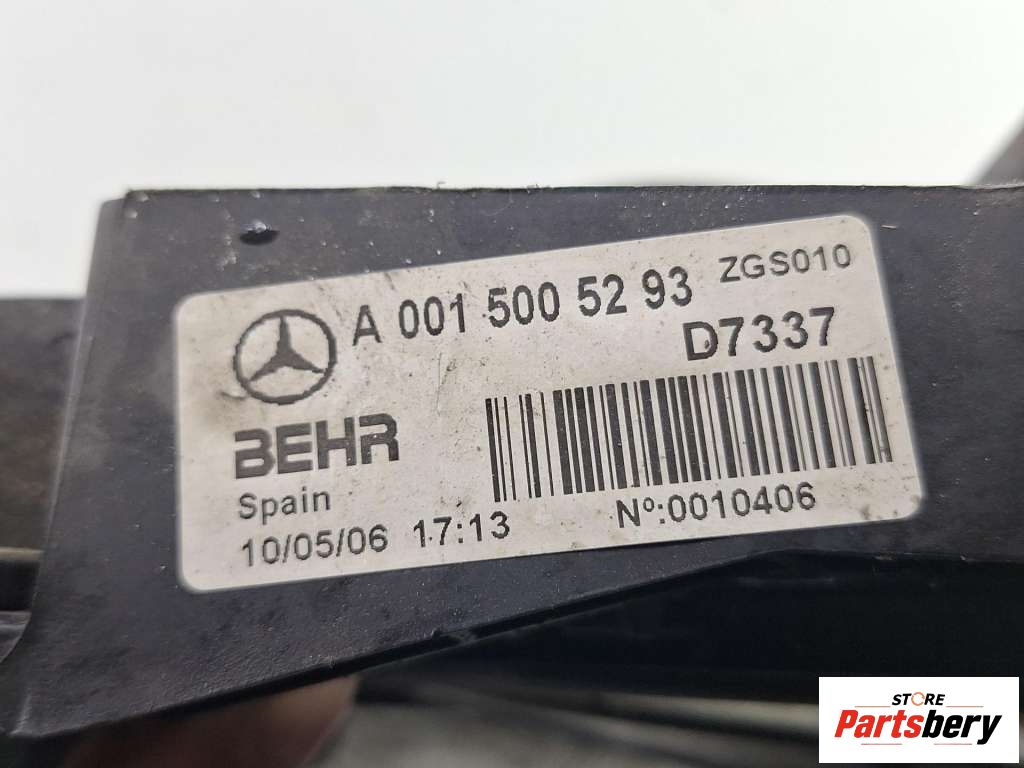 A 001 500 52 93 ZGS010
D7337
BEHR
Spain
10/05/06 17:13
Nº:0010406
STORE
Partsbery